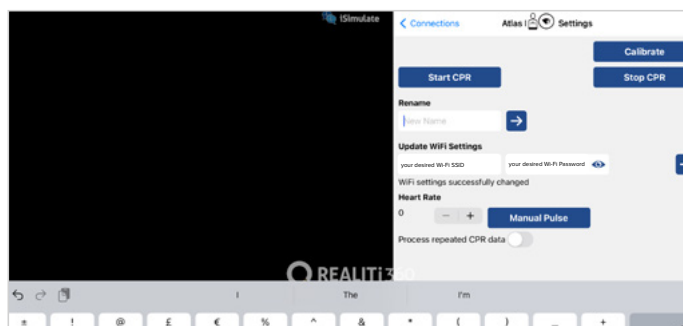 iSimulate
Connections
Atlas Settings
Calibrate
Start CPR
Stop CPR
Rename
New Name
Update WiFi Settings
your desired Wi-Fi SSID
your desired Wi-Fi Password
WiFi settings successfully changed
Heart Rate
0
− +
Manual Pulse
Process repeated CPR data
REALITi 360
I The I'm
± ! @ £ € % ^ & * ( ) _ +